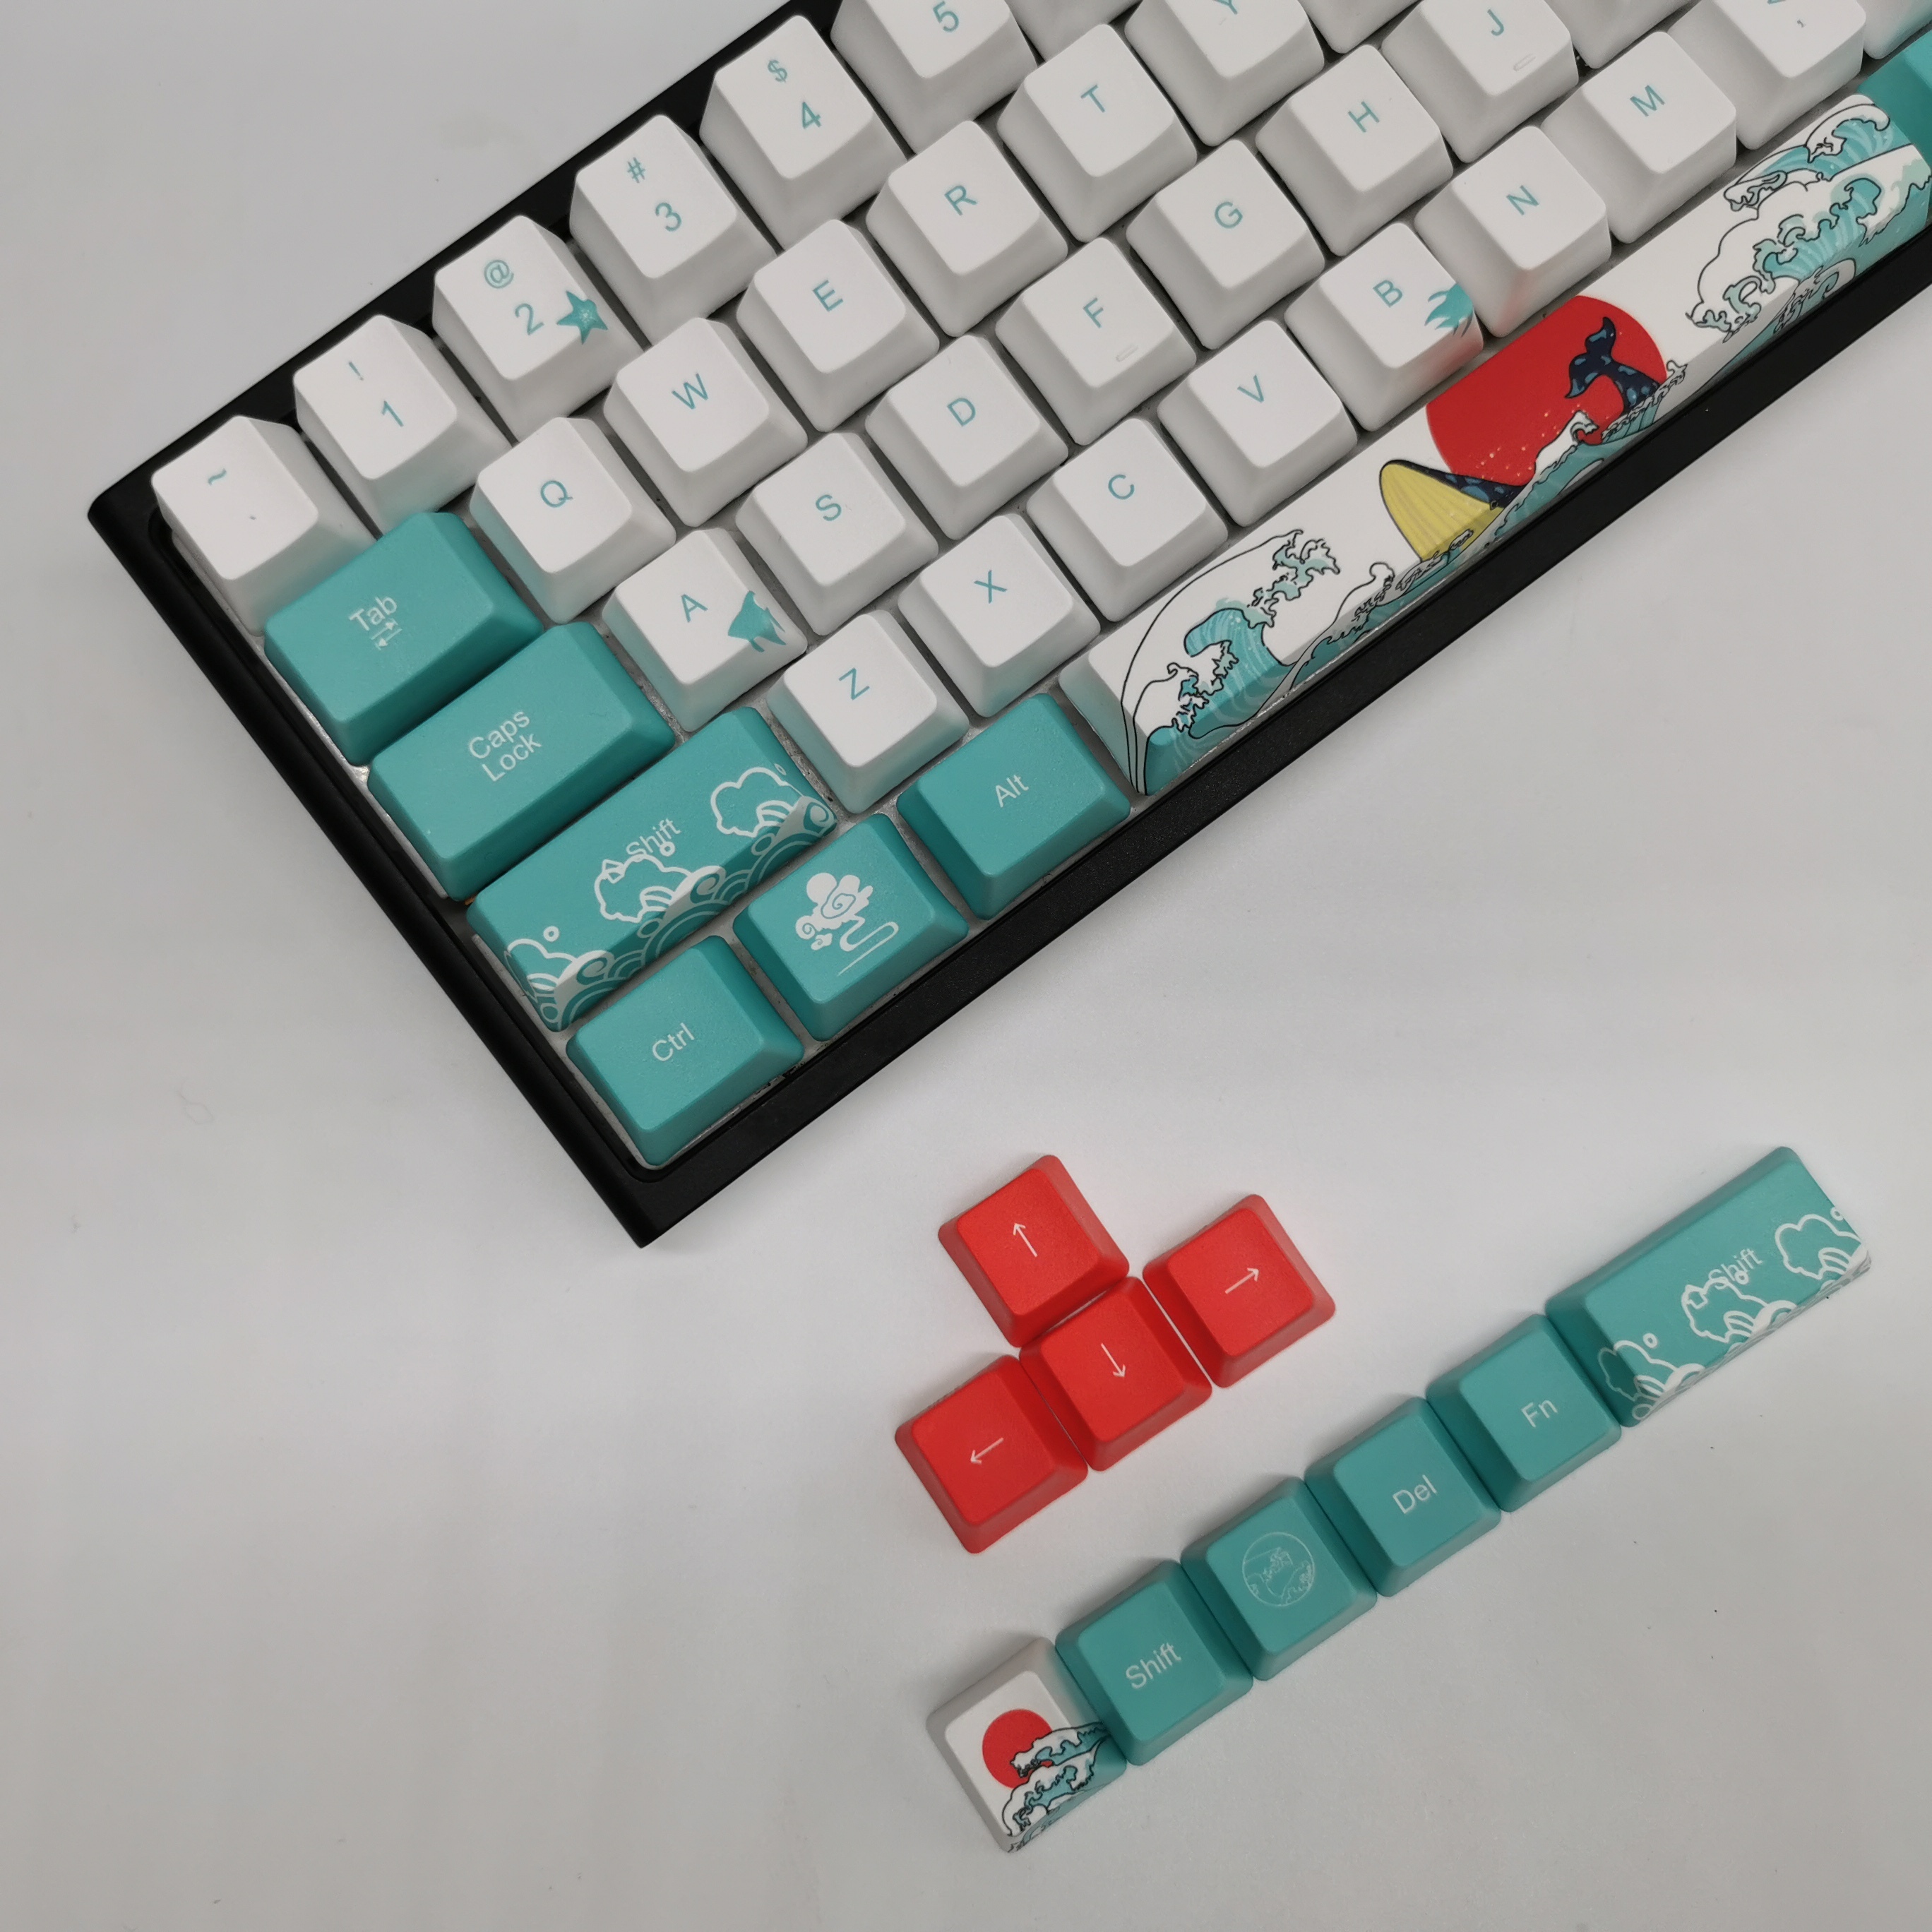 ~
`
!
1
@
2
#
3
$
4
5
Tab
Q
W
E
R
T
Y
Caps
Lock
A
S
D
F
G
H
J
Shift
Z
X
C
V
B
N
M
,
Ctrl
Alt
↑
←
↓
→
Shift
Del
Fn
Shift